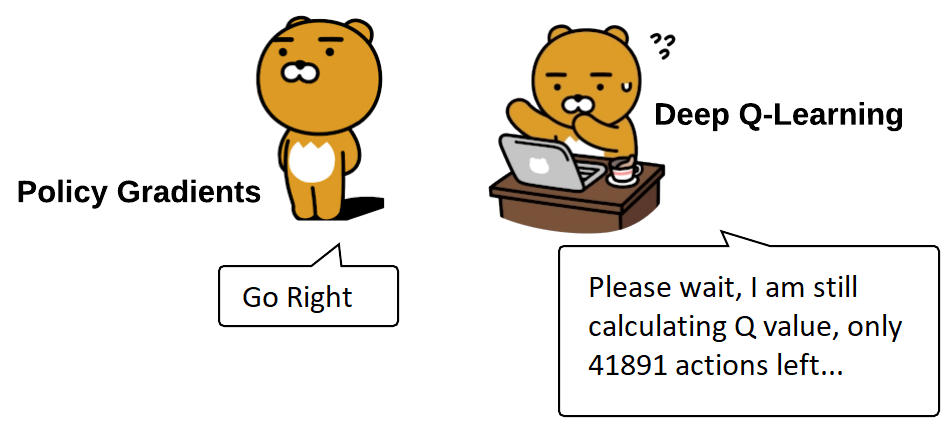 Policy Gradients
Go Right
??
?
Deep Q-Learning
Please wait, I am still
calculating Q value, only
41891 actions left...